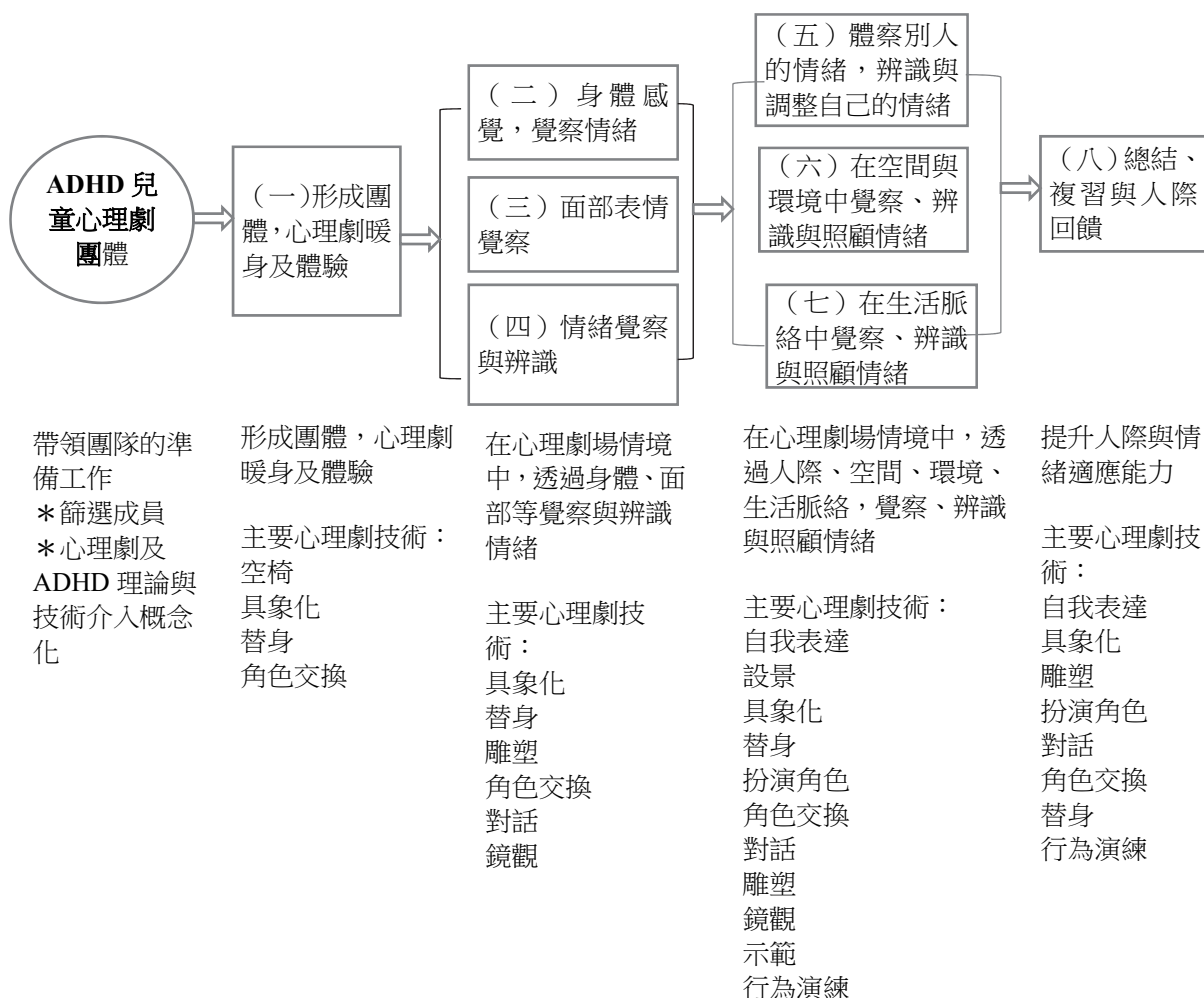 ADHD 兒
童心理劇
團體
（一）形成團
體，心理劇暖
身及體驗
（二）身體感
覺，覺察情緒
（三）面部表情
覺察
（四）情緒覺察
與辨識
（五）體察別人
的情緒，辨識與
調整自己的情緒
（六）在空間與
環境中覺察、辨
識與照顧情緒
（七）在生活脈
絡中覺察、辨識
與照顧情緒
（八）總結、
複習與人際
回饋
帶領團隊的準
備工作
＊篩選成員
＊心理劇及
ADHD 理論與
技術介入概念
化
形成團體，心理劇
暖身及體驗
主要心理劇技術：
空椅
具象化
替身
角色交換
在心理劇場情境
中，透過身體、面
部等覺察與辨識
情緒
主要心理劇技
術：
具象化
替身
雕塑
角色交換
對話
鏡觀
在心理劇場情境中，透
過人際、空間、環境、
生活脈絡，覺察、辨識
與照顧情緒
主要心理劇技術：
自我表達
設景
具象化
替身
扮演角色
角色交換
對話
雕塑
鏡觀
示範
行為演練
提升人際與情
緒適應能力
主要心理劇技
術：
自我表達
具象化
雕塑
扮演角色
對話
角色交換
替身
行為演練